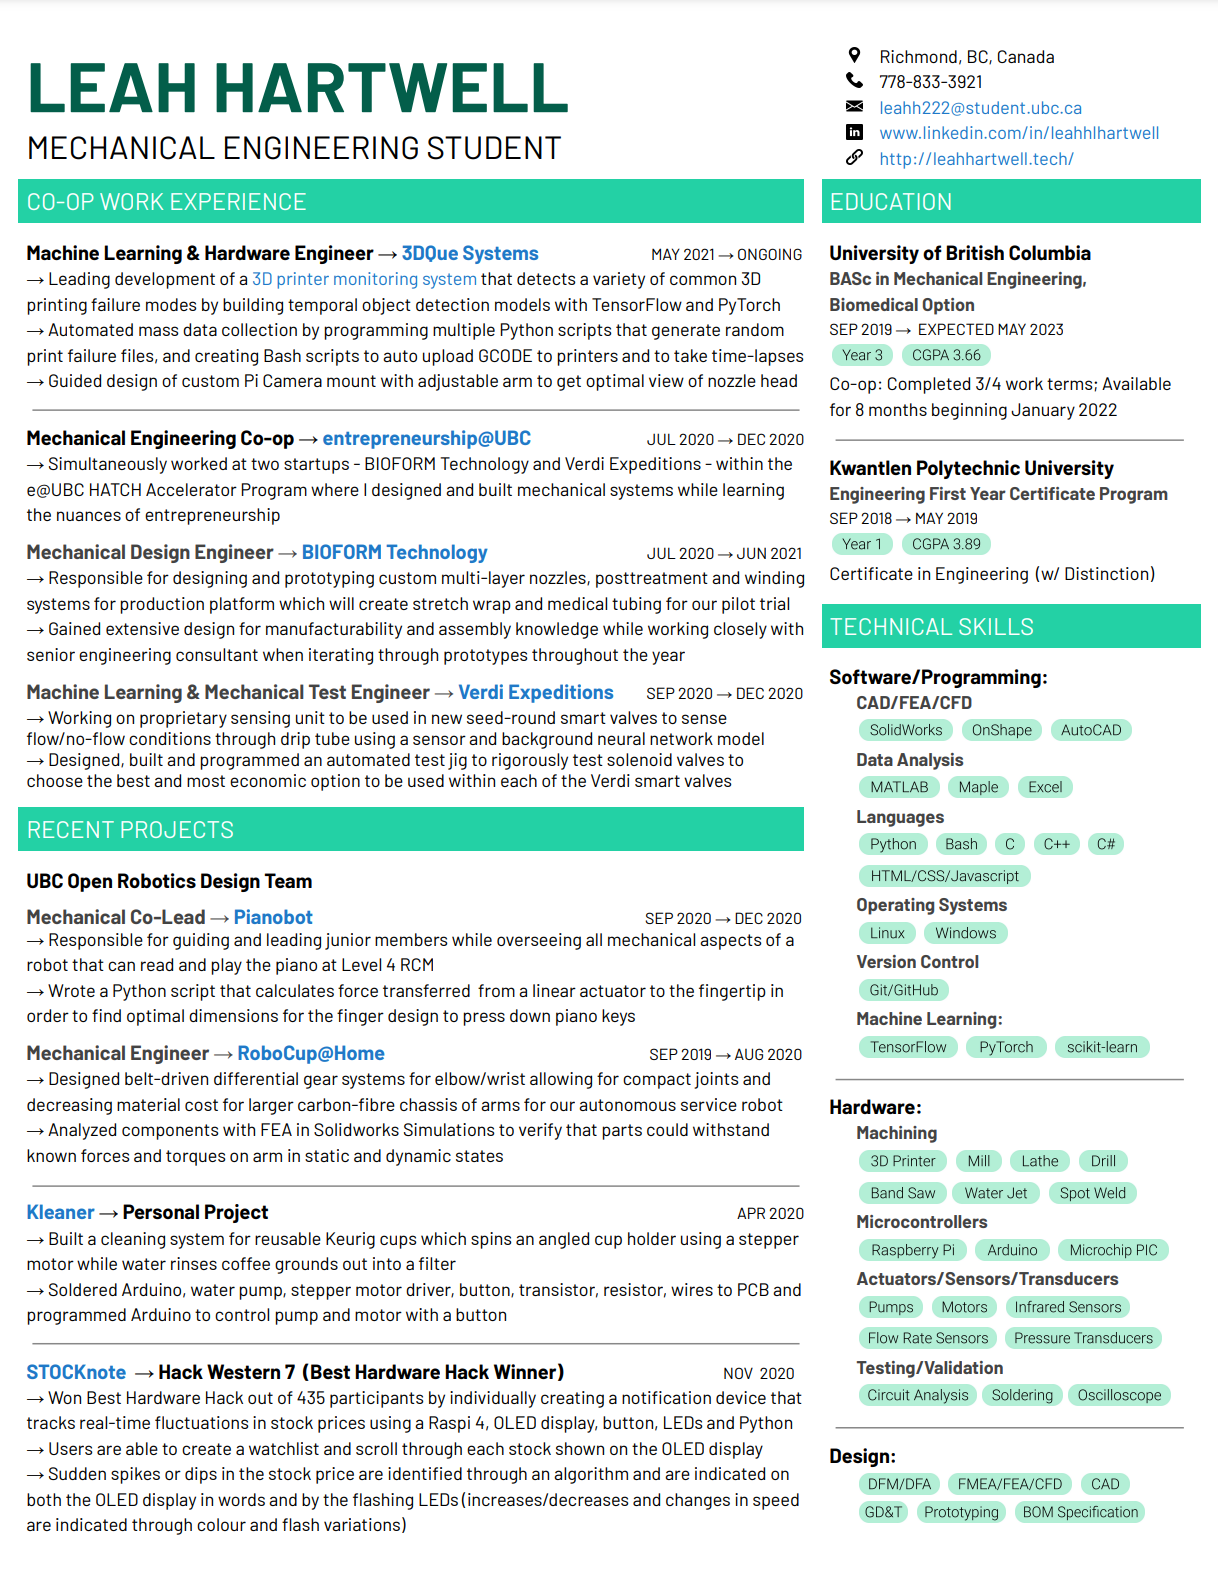 LEAH HARTWELL
MECHANICAL ENGINEERING STUDENT
Richmond, BC, Canada
778-833-3921
leahh222@student.ubc.ca
www.linkedin.com/in/leahhlhartwell
http://leahhartwell.tech/
CO-OP WORK EXPERIENCE
Machine Learning & Hardware Engineer → 3DQue Systems MAY 2021 → ONGOING
→ Leading development of a 3D printer monitoring system that detects a variety of common 3D
printing failure modes by building temporal object detection models with TensorFlow and PyTorch
→ Automated mass data collection by programming multiple Python scripts that generate random
print failure files, and creating Bash scripts to auto upload GCODE to printers and to take time-lapses
→ Guided design of custom Pi Camera mount with adjustable arm to get optimal view of nozzle head
Mechanical Engineering Co-op → entrepreneurship@UBC JUL 2020 → DEC 2020
→ Simultaneously worked at two startups - BIOFORM Technology and Verdi Expeditions - within the
e@UBC HATCH Accelerator Program where I designed and built mechanical systems while learning
the nuances of entrepreneurship
Mechanical Design Engineer → BIOFORM Technology JUL 2020 → JUN 2021
→ Responsible for designing and prototyping custom multi-layer nozzles, posttreatment and winding
systems for production platform which will create stretch wrap and medical tubing for our pilot trial
→ Gained extensive design for manufacturability and assembly knowledge while working closely with
senior engineering consultant when iterating through prototypes throughout the year
Machine Learning & Mechanical Test Engineer → Verdi Expeditions SEP 2020 → DEC 2020
→ Working on proprietary sensing unit to be used in new seed-round smart valves to sense
flow/no-flow conditions through drip tube using a sensor and background neural network model
→ Designed, built and programmed an automated test jig to rigorously test solenoid valves to
choose the best and most economic option to be used within each of the Verdi smart valves
RECENT PROJECTS
UBC Open Robotics Design Team
Mechanical Co-Lead → Pianobot SEP 2020 → DEC 2020
→ Responsible for guiding and leading junior members while overseeing all mechanical aspects of a
robot that can read and play the piano at Level 4 RCM
→ Wrote a Python script that calculates force transferred from a linear actuator to the fingertip in
order to find optimal dimensions for the finger design to press down piano keys
Mechanical Engineer → RoboCup@Home SEP 2019 → AUG 2020
→ Designed belt-driven differential gear systems for elbow/wrist allowing for compact joints and
decreasing material cost for larger carbon-fibre chassis of arms for our autonomous service robot
→ Analyzed components with FEA in Solidworks Simulations to verify that parts could withstand
known forces and torques on arm in static and dynamic states
Kleaner → Personal Project APR 2020
→ Built a cleaning system for reusable Keurig cups which spins an angled cup holder using a stepper
motor while water rinses coffee grounds out into a filter
→ Soldered Arduino, water pump, stepper motor driver, button, transistor, resistor, wires to PCB and
programmed Arduino to control pump and motor with a button
STOCKnote → Hack Western 7 (Best Hardware Hack Winner) NOV 2020
→ Won Best Hardware Hack out of 435 participants by individually creating a notification device that
tracks real-time fluctuations in stock prices using a Raspi 4, OLED display, button, LEDs and Python
→ Users are able to create a watchlist and scroll through each stock shown on the OLED display
→ Sudden spikes or dips in the stock price are identified through an algorithm and are indicated on
both the OLED display in words and by the flashing LEDs (increases/decreases and changes in speed
are indicated through colour and flash variations)
EDUCATION
University of British Columbia
BASc in Mechanical Engineering,
Biomedical Option
SEP 2019 → EXPECTED MAY 2023
Year 3 CGPA 3.66
Co-op: Completed 3/4 work terms; Available
for 8 months beginning January 2022
Kwantlen Polytechnic University
Engineering First Year Certificate Program
SEP 2018 → MAY 2019
Year 1 CGPA 3.89
Certificate in Engineering (w/ Distinction)
TECHNICAL SKILLS
Software/Programming:
CAD/FEA/CFD
SolidWorks OnShape AutoCAD
Data Analysis
MATLAB Maple Excel
Languages
Python Bash C C++ C#
HTML/CSS/Javascript
Operating Systems
Linux Windows
Version Control
Git/GitHub
Machine Learning:
TensorFlow PyTorch scikit-learn
Hardware:
Machining
3D Printer Mill Lathe Drill
Band Saw Water Jet Spot Weld
Microcontrollers
Raspberry Pi Arduino Microchip PIC
Actuators/Sensors/Transducers
Pumps Motors Infrared Sensors
Flow Rate Sensors Pressure Transducers
Testing/Validation
Circuit Analysis Soldering Oscilloscope
Design:
DFM/DFA FMEA/FEA/CFD CAD
GD&T Prototyping BOM Specification